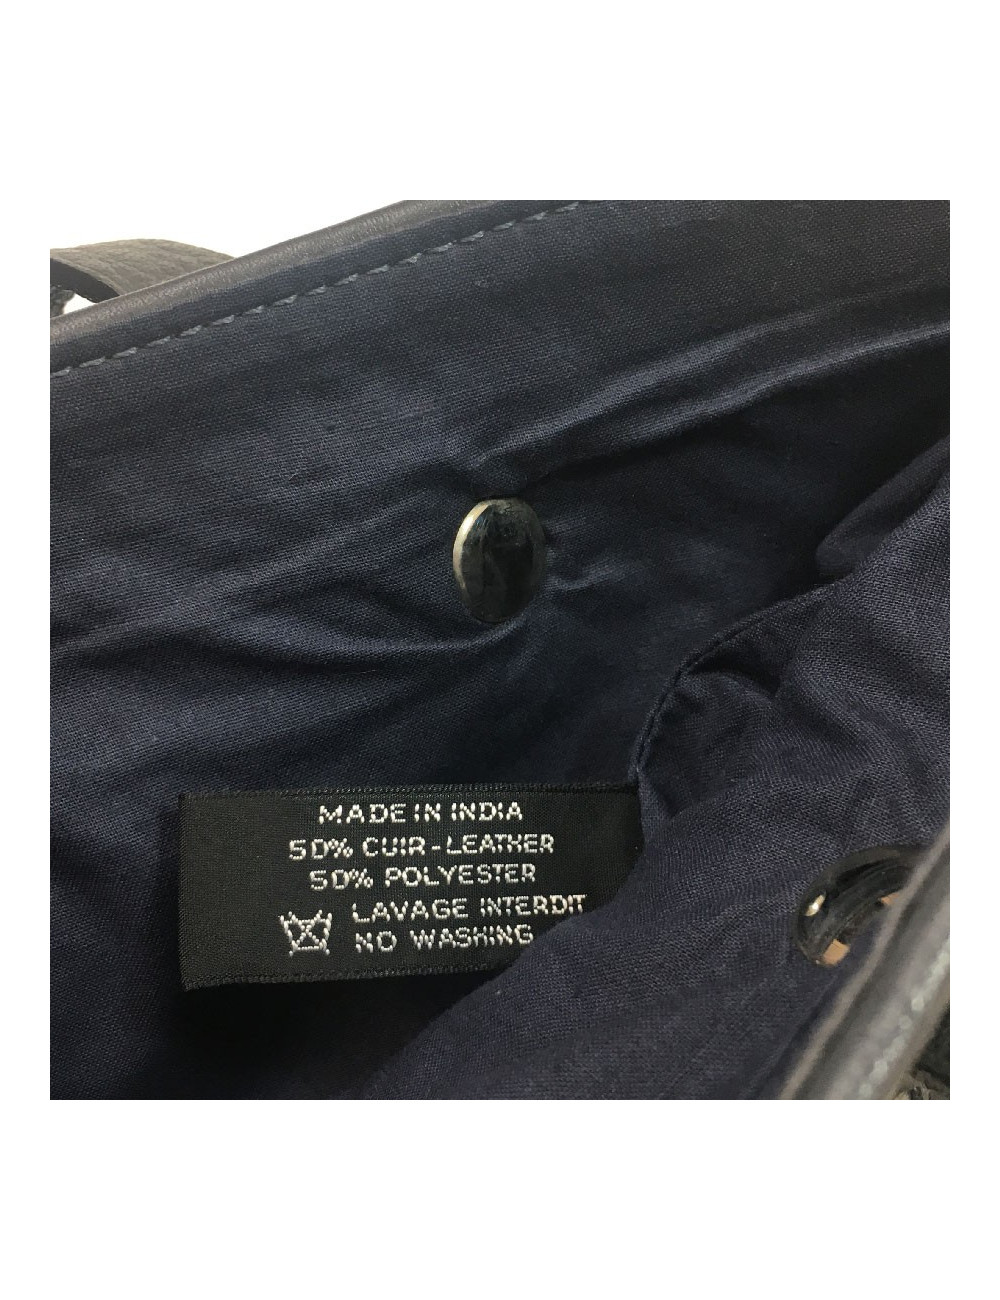 MADE IN INDIA
50% CUIR-LEATHER
50% POLYESTER
LAVAGE INTERDIT
NO WASHING